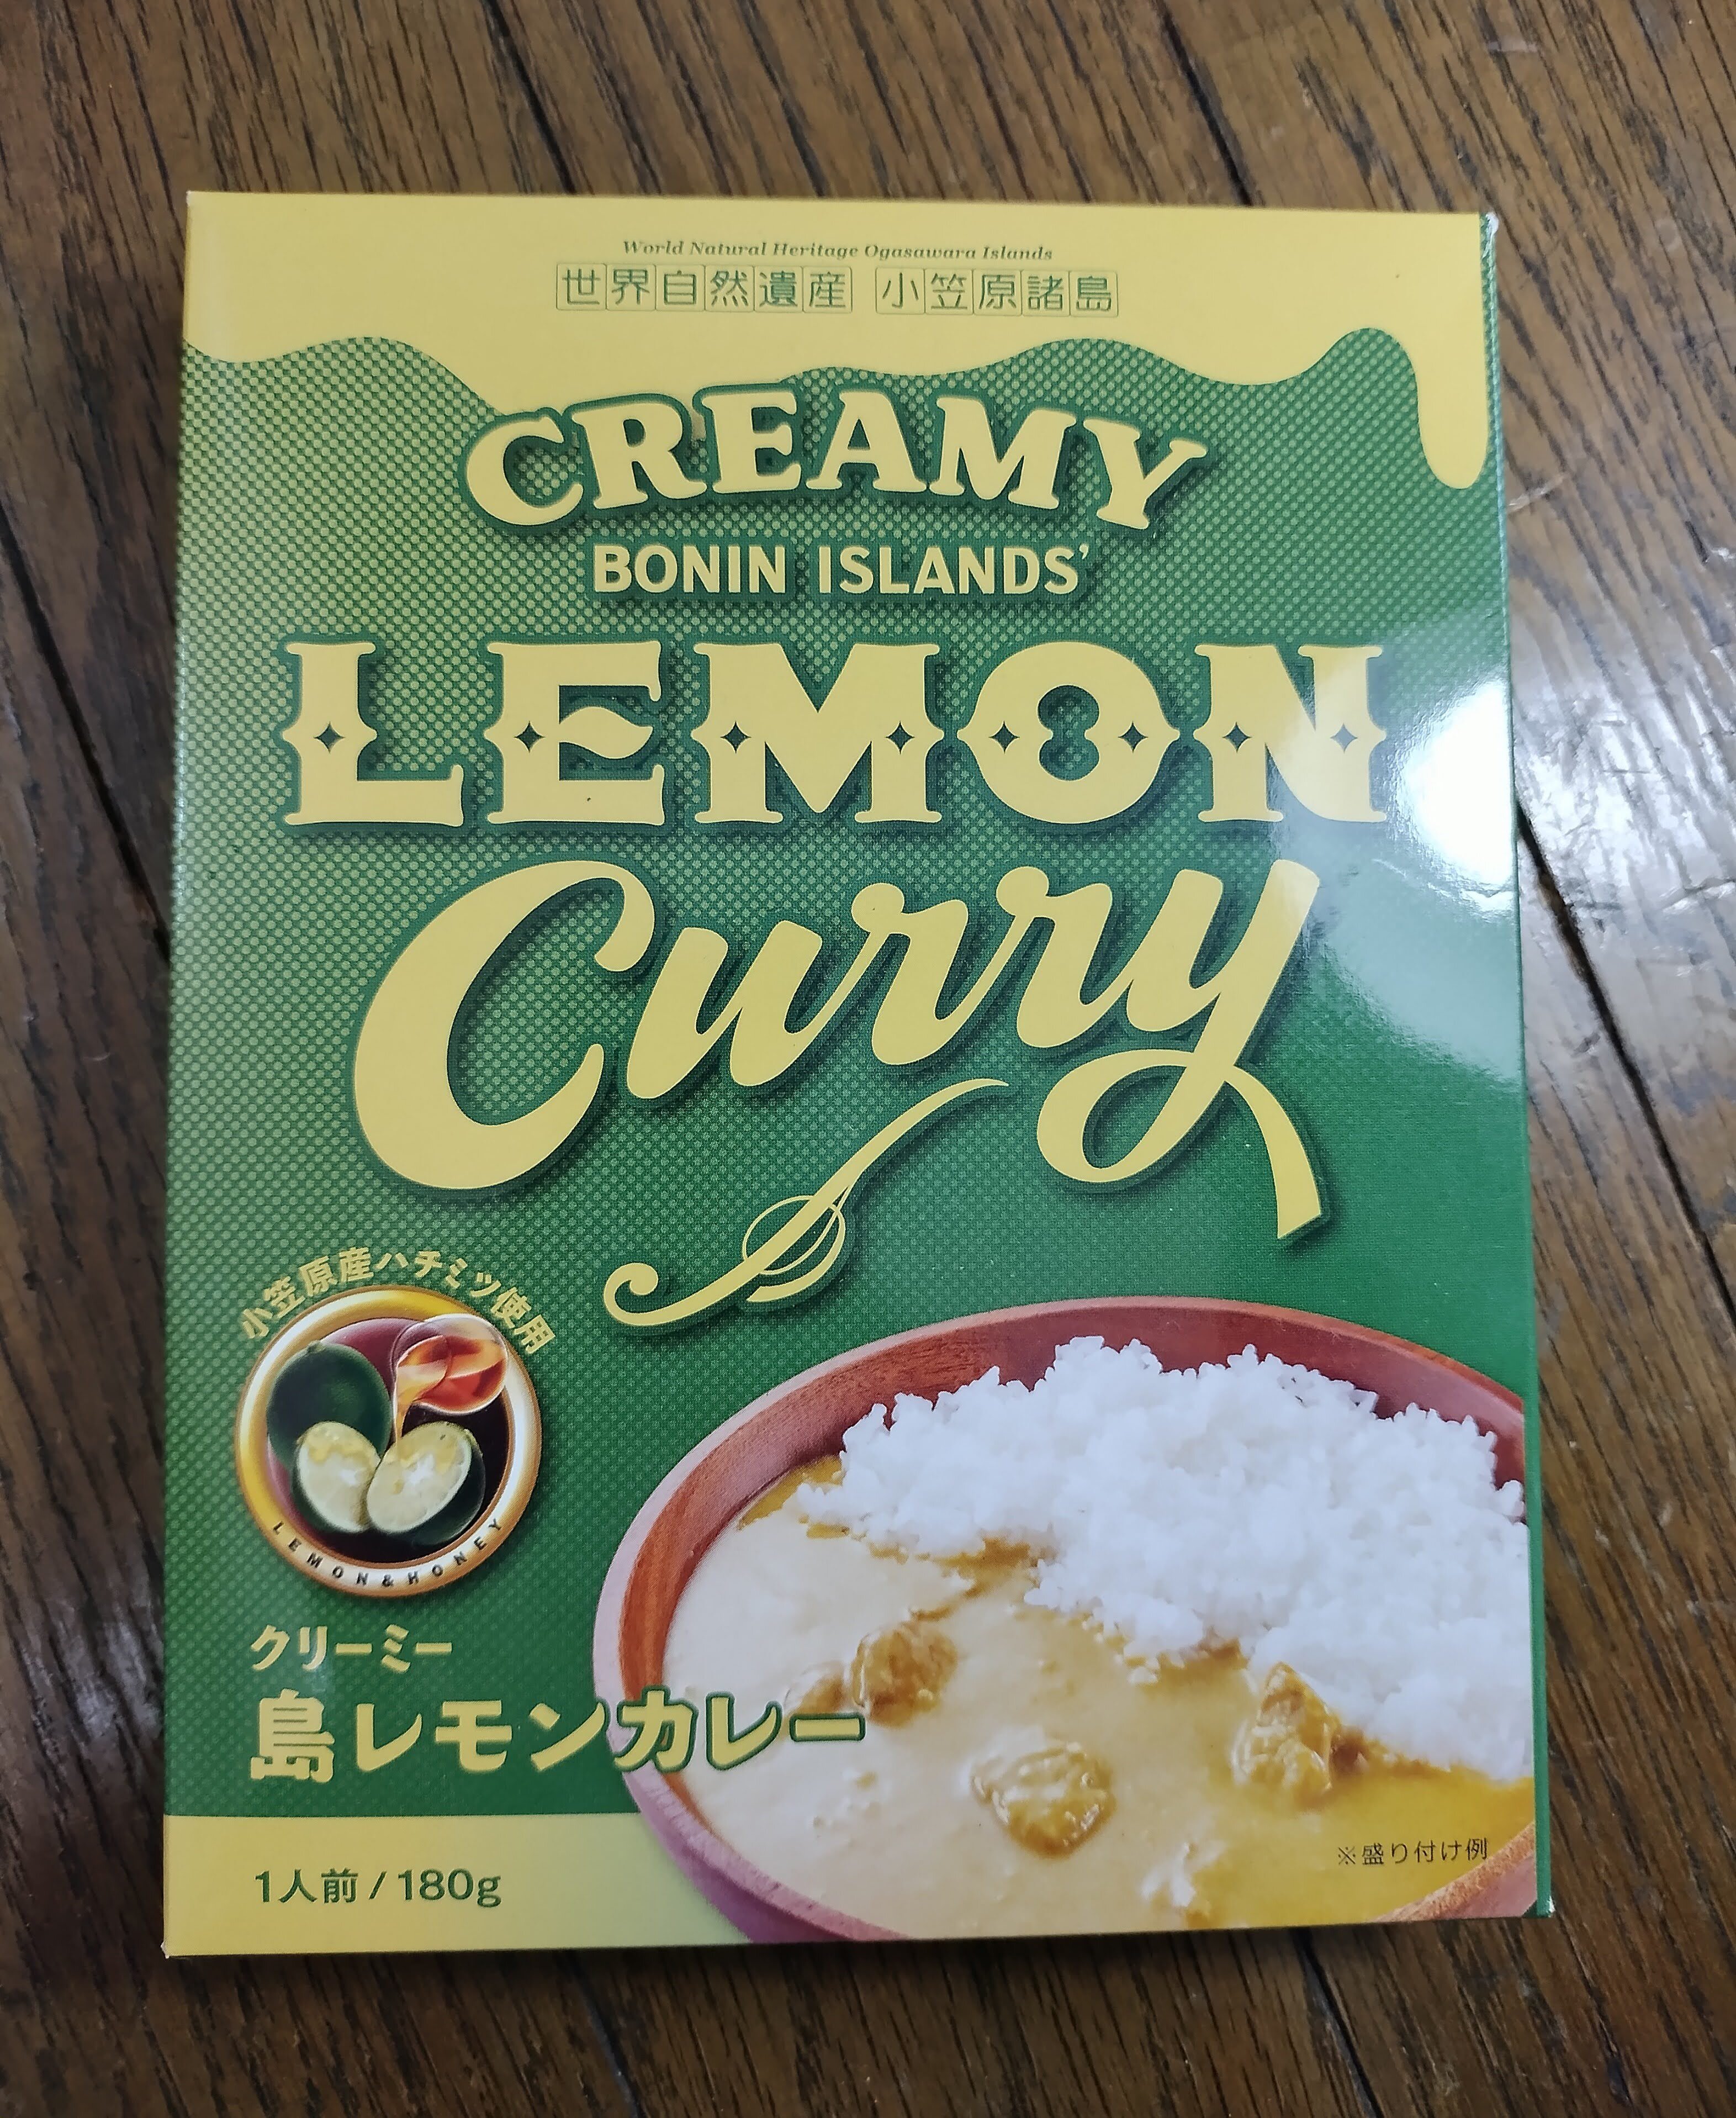 World Natural Heritage Ogasawara Islands
世界自然遺産 小笠原諸島
CREAMY
BONIN ISLANDS'
LEMON
Curry
小笠原産ハチミツ使用
LEMON&HONEY
クリーミー
島レモンカレー
※盛り付け例
1人前/180g